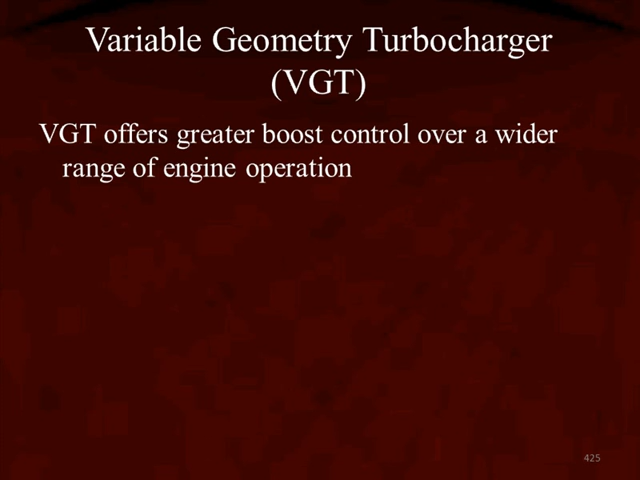 Variable Geometry Turbocharger
(VGT)
VGT offers greater boost control over a wider
range of engine operation
425